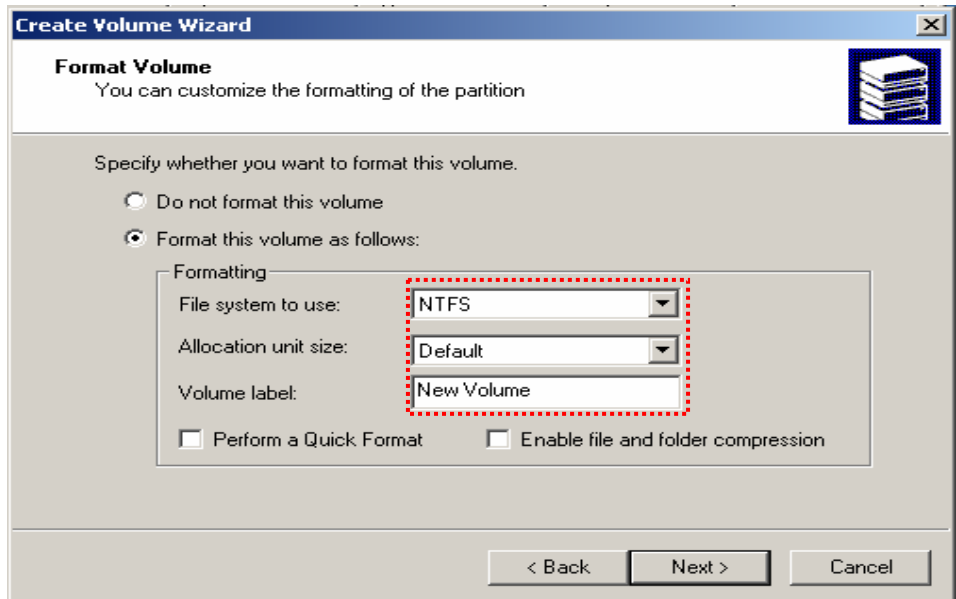 Create Volume Wizard
Format Volume
You can customize the formatting of the partition
Specify whether you want to format this volume.
Do not format this volume
Format this volume as follows:
Formatting
File system to use: NTFS
Allocation unit size: Default
Volume label: New Volume
Perform a Quick Format Enable file and folder compression
< Back Next > Cancel